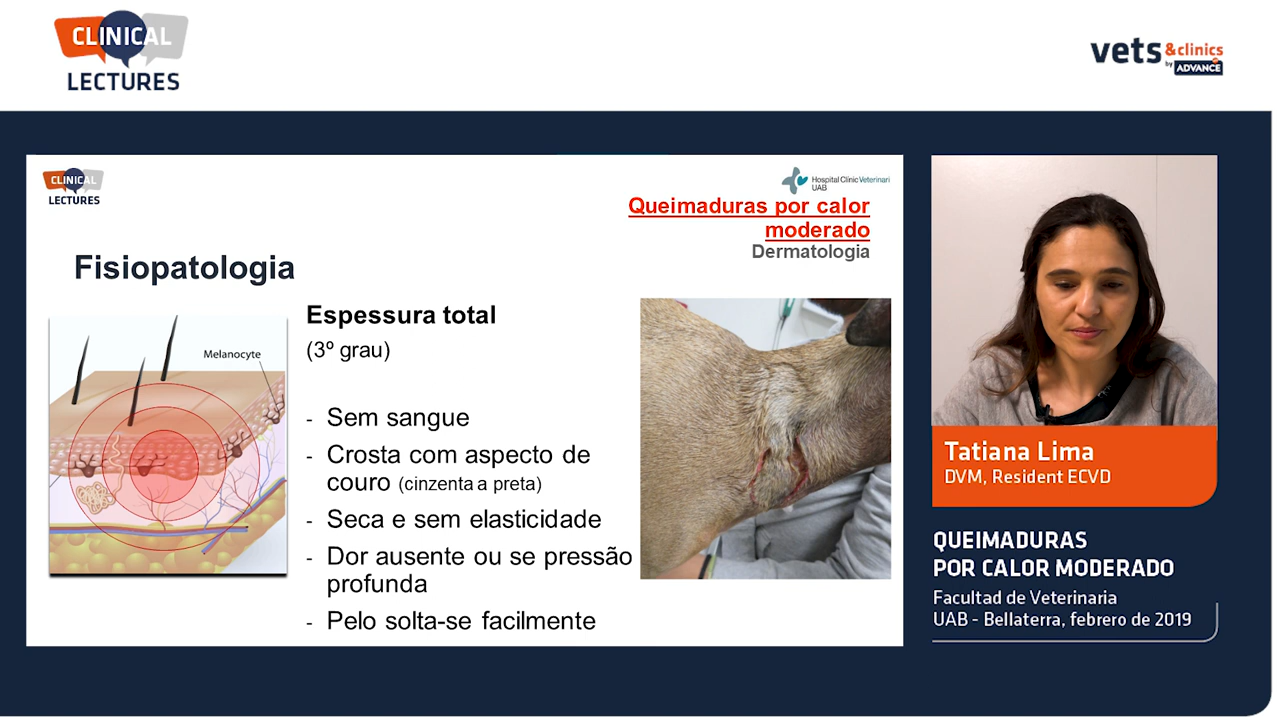 CLINICAL
LECTURES
vets &clinics
by ADVANCE
CLINICAL
LECTURES
Hospital Clínic Veterinari
UAB
Queimaduras por calor
moderado
Dermatologia
Fisiopatologia
Melanocyte
Espessura total
(3º grau)
- Sem sangue
- Crosta com aspecto de
couro (cinzenta a preta)
- Seca e sem elasticidade
- Dor ausente ou se pressão
profunda
- Pelo solta-se facilmente
Tatiana Lima
DVM, Resident ECVD
QUEIMADURAS
POR CALOR MODERADO
Facultad de Veterinaria
UAB - Bellaterra, febrero de 2019